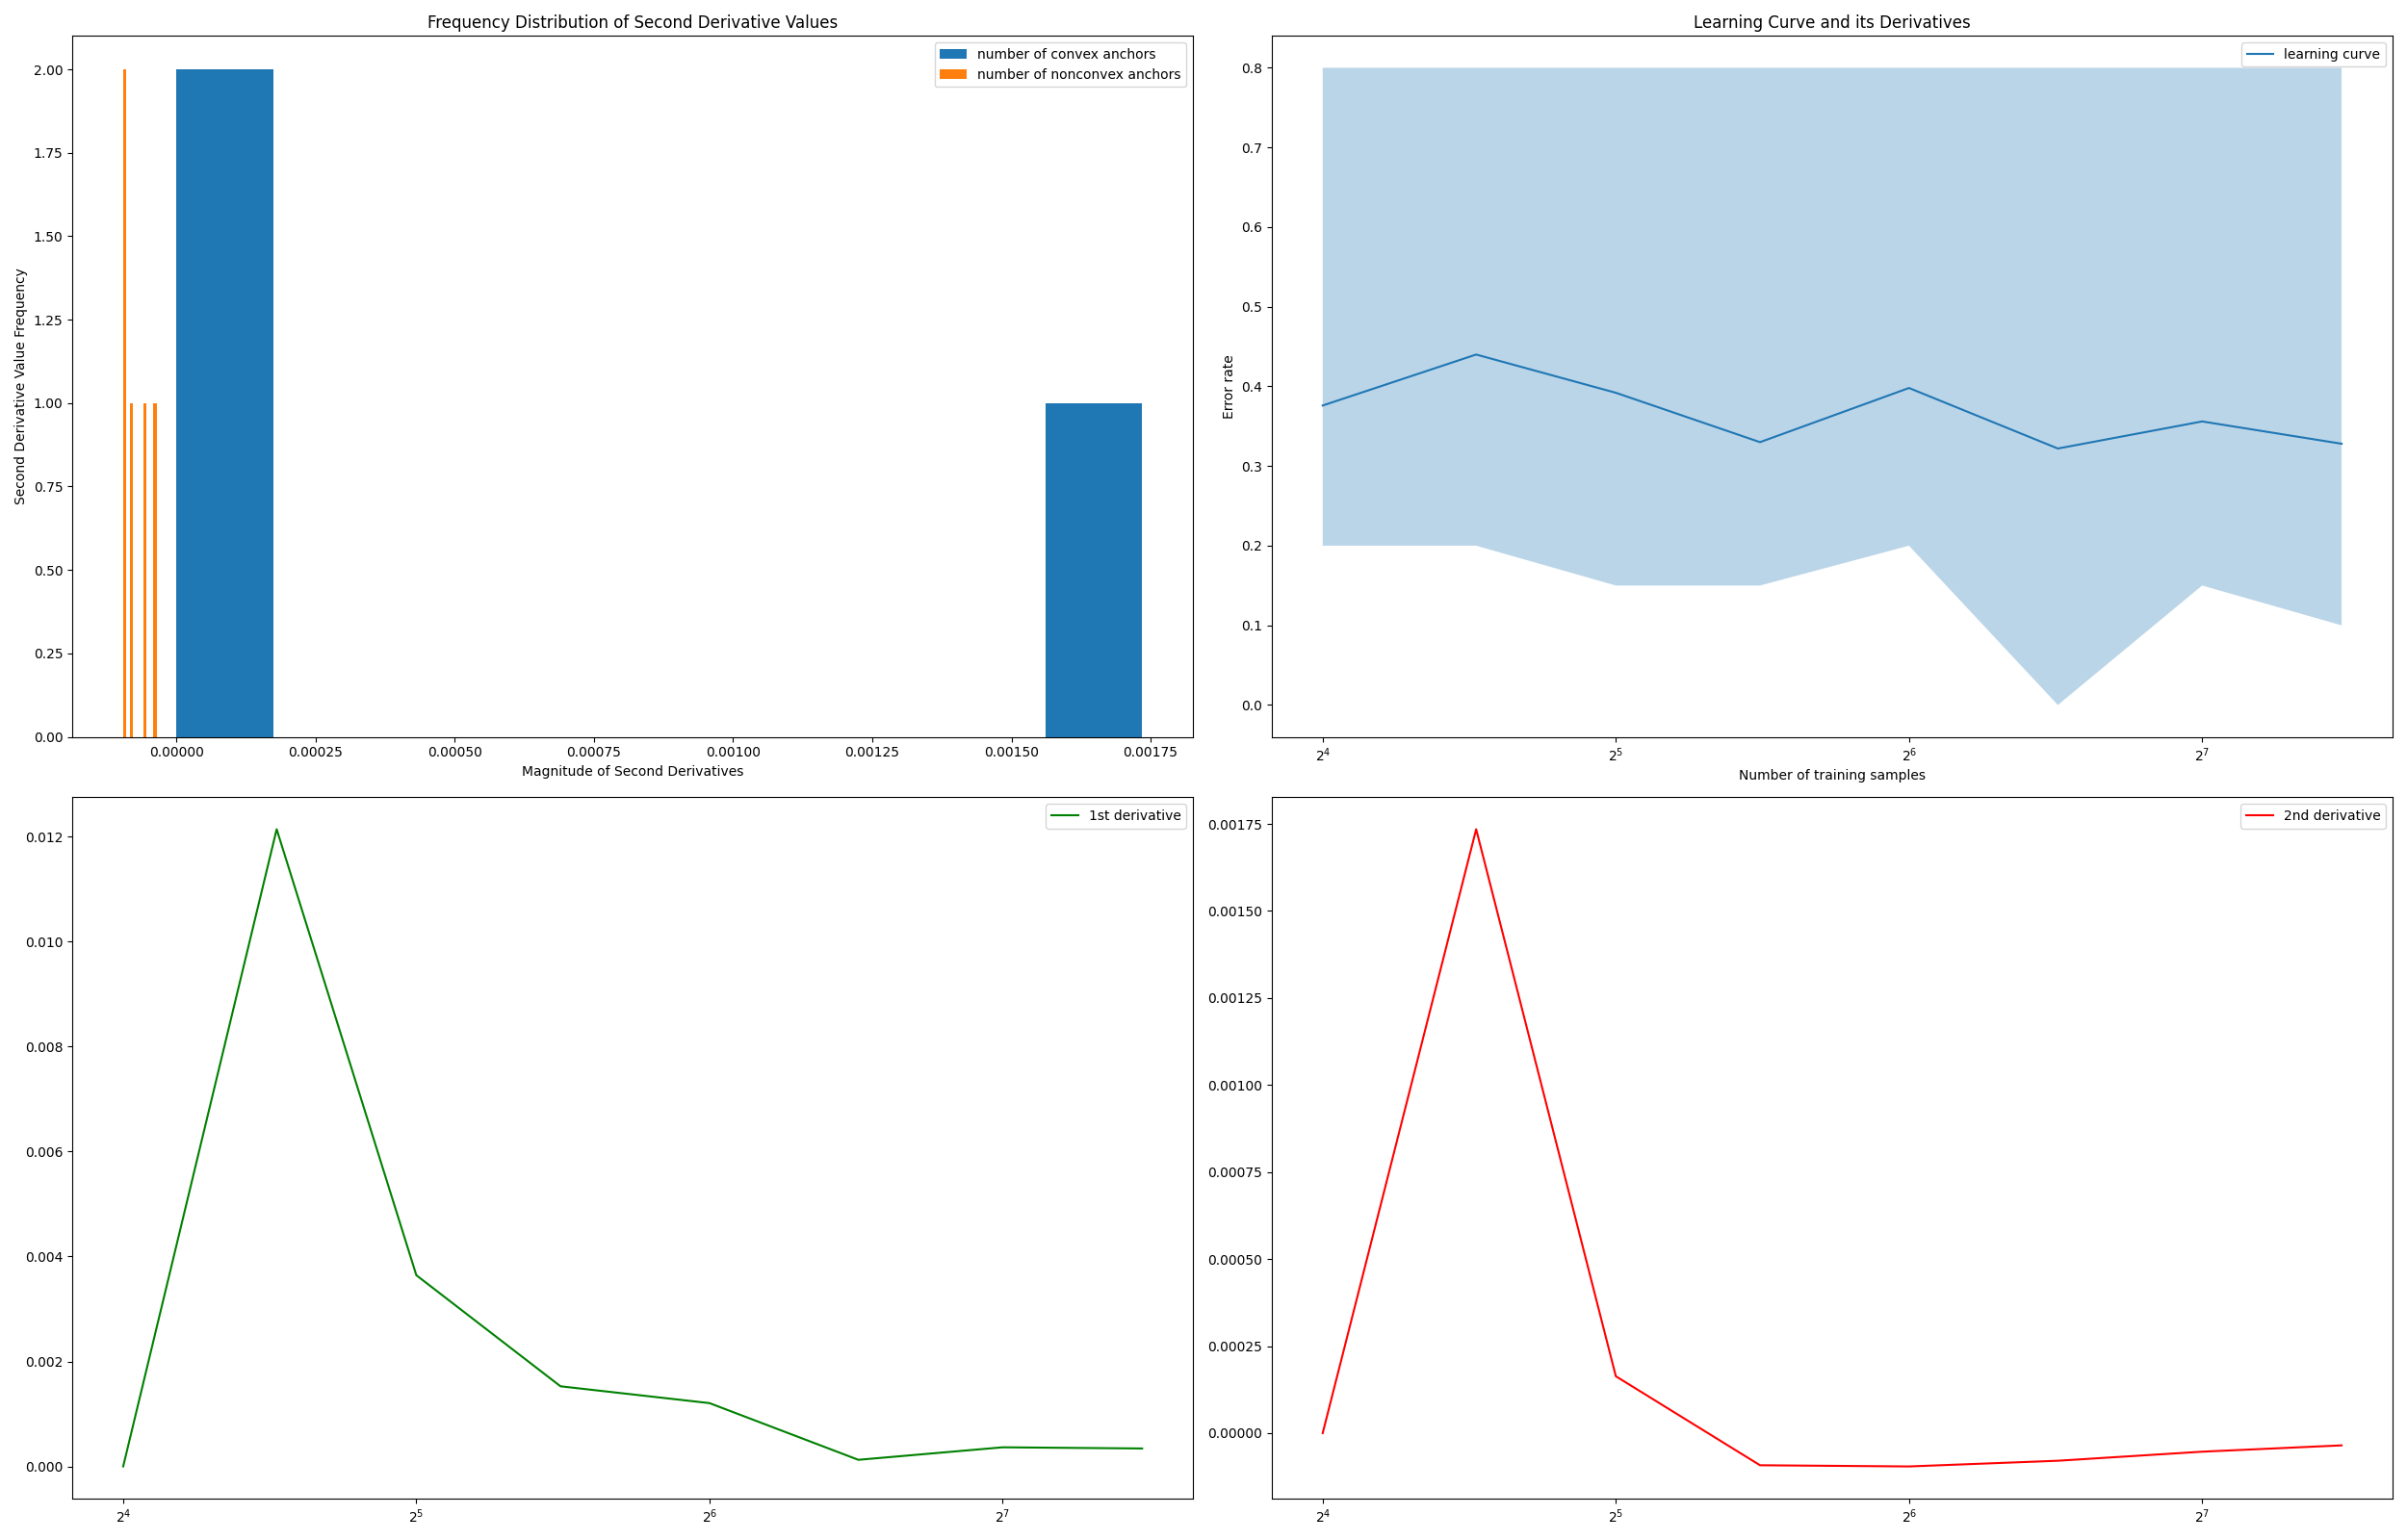 Frequency Distribution of Second Derivative Values
number of convex anchors
number of nonconvex anchors
2.00
1.75
1.50
1.25
1.00
0.75
0.50
0.25
0.00
Second Derivative Value Frequency
0.00000 0.00025 0.00050 0.00075 0.00100 0.00125 0.00150 0.00175
Magnitude of Second Derivatives
Learning Curve and its Derivatives
learning curve
0.8
0.7
0.6
0.5
0.4
0.3
0.2
0.1
0.0
Error rate
2⁴ 2⁵ 2⁶ 2⁷
Number of training samples
1st derivative
0.012
0.010
0.008
0.006
0.004
0.002
0.000
2⁴ 2⁵ 2⁶ 2⁷
2nd derivative
0.00175
0.00150
0.00125
0.00100
0.00075
0.00050
0.00025
0.00000
2⁴ 2⁵ 2⁶ 2⁷